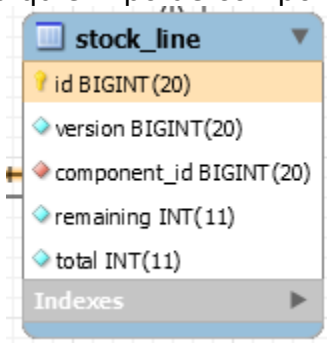 stock_line
id BIGINT(20)
version BIGINT(20)
component_id BIGINT(20)
remaining INT(11)
total INT(11)
Indexes